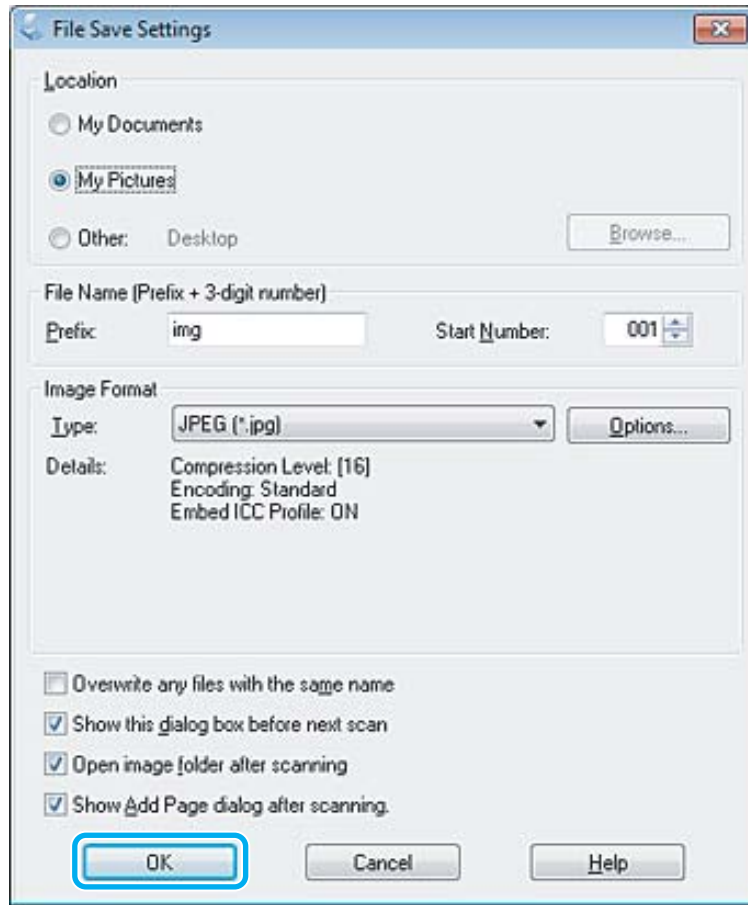 File Save Settings
Location
My Documents
My Pictures
Other: Desktop Browse...
File Name (Prefix + 3-digit number)
Prefix: img Start Number: 001
Image Format
Type: JPEG (*.jpg) Options...
Details: Compression Level: [16]
Encoding: Standard
Embed ICC Profile: ON
Overwrite any files with the same name
Show this dialog box before next scan
Open image folder after scanning
Show Add Page dialog after scanning.
OK Cancel Help